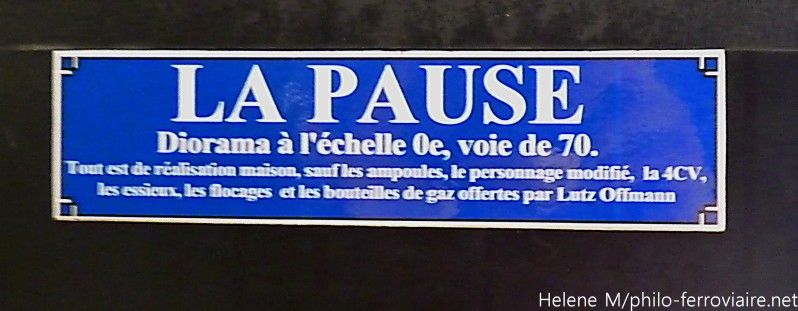 LA PAUSE
Diorama à l'échelle 0e, voie de 70.
Tout est de réalisation maison, sauf les ampoules, le personnage modifié, la 4CV,
les essieux, les flocages et les bouteilles de gaz offertes par Lutz Offmann
Helene M/philo-ferroviaire.net